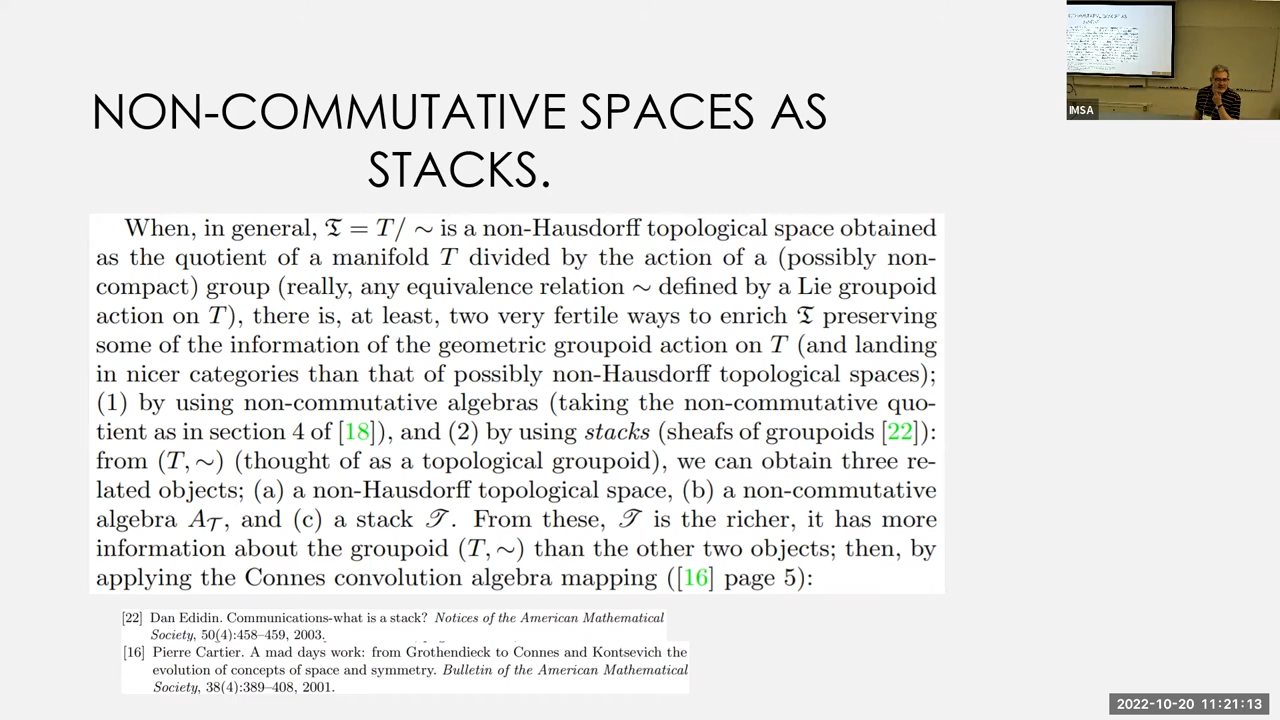 NON-COMMUTATIVE SPACES AS
STACKS.
When, in general, 𝔗 = T/ ∼ is a non-Hausdorff topological space obtained
as the quotient of a manifold T divided by the action of a (possibly non-
compact) group (really, any equivalence relation ∼ defined by a Lie groupoid
action on T), there is, at least, two very fertile ways to enrich 𝔗 preserving
some of the information of the geometric groupoid action on T (and landing
in nicer categories than that of possibly non-Hausdorff topological spaces);
(1) by using non-commutative algebras (taking the non-commutative quo-
tient as in section 4 of [18]), and (2) by using stacks (sheafs of groupoids [22]):
from (T, ∼) (thought of as a topological groupoid), we can obtain three re-
lated objects; (a) a non-Hausdorff topological space, (b) a non-commutative
algebra A_𝒯, and (c) a stack 𝒯. From these, 𝒯 is the richer, it has more
information about the groupoid (T, ∼) than the other two objects; then, by
applying the Connes convolution algebra mapping ([16] page 5):
[22] Dan Edidin. Communications-what is a stack? Notices of the American Mathematical
Society, 50(4):458–459, 2003.
[16] Pierre Cartier. A mad days work: from Grothendieck to Connes and Kontsevich the
evolution of concepts of space and symmetry. Bulletin of the American Mathematical
Society, 38(4):389–408, 2001.
IMSA
2022-10-20 11:21:13